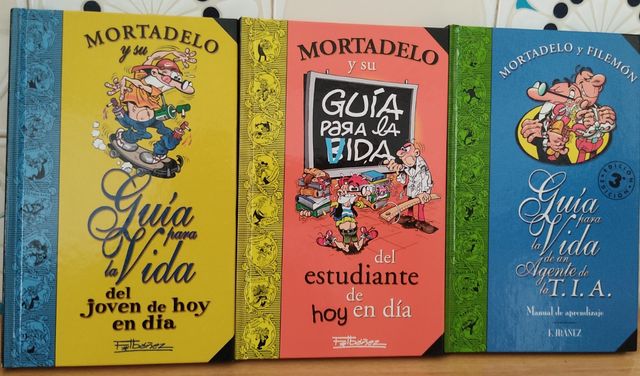 MORTADELO
y su
Guía
para
la
Vida
del
joven de hoy
en día
MORTADELO
y su
GUÍA
PARA la
VIDA
del
estudiante
de
hoy en día
MORTADELO y FILEMÓN
3ª
EDICIÓN
EDICIÓN
Guía
para
la
Vida
de un
Agente de
la T.I.A.
Manual de aprendizaje
F. IBÁÑEZ